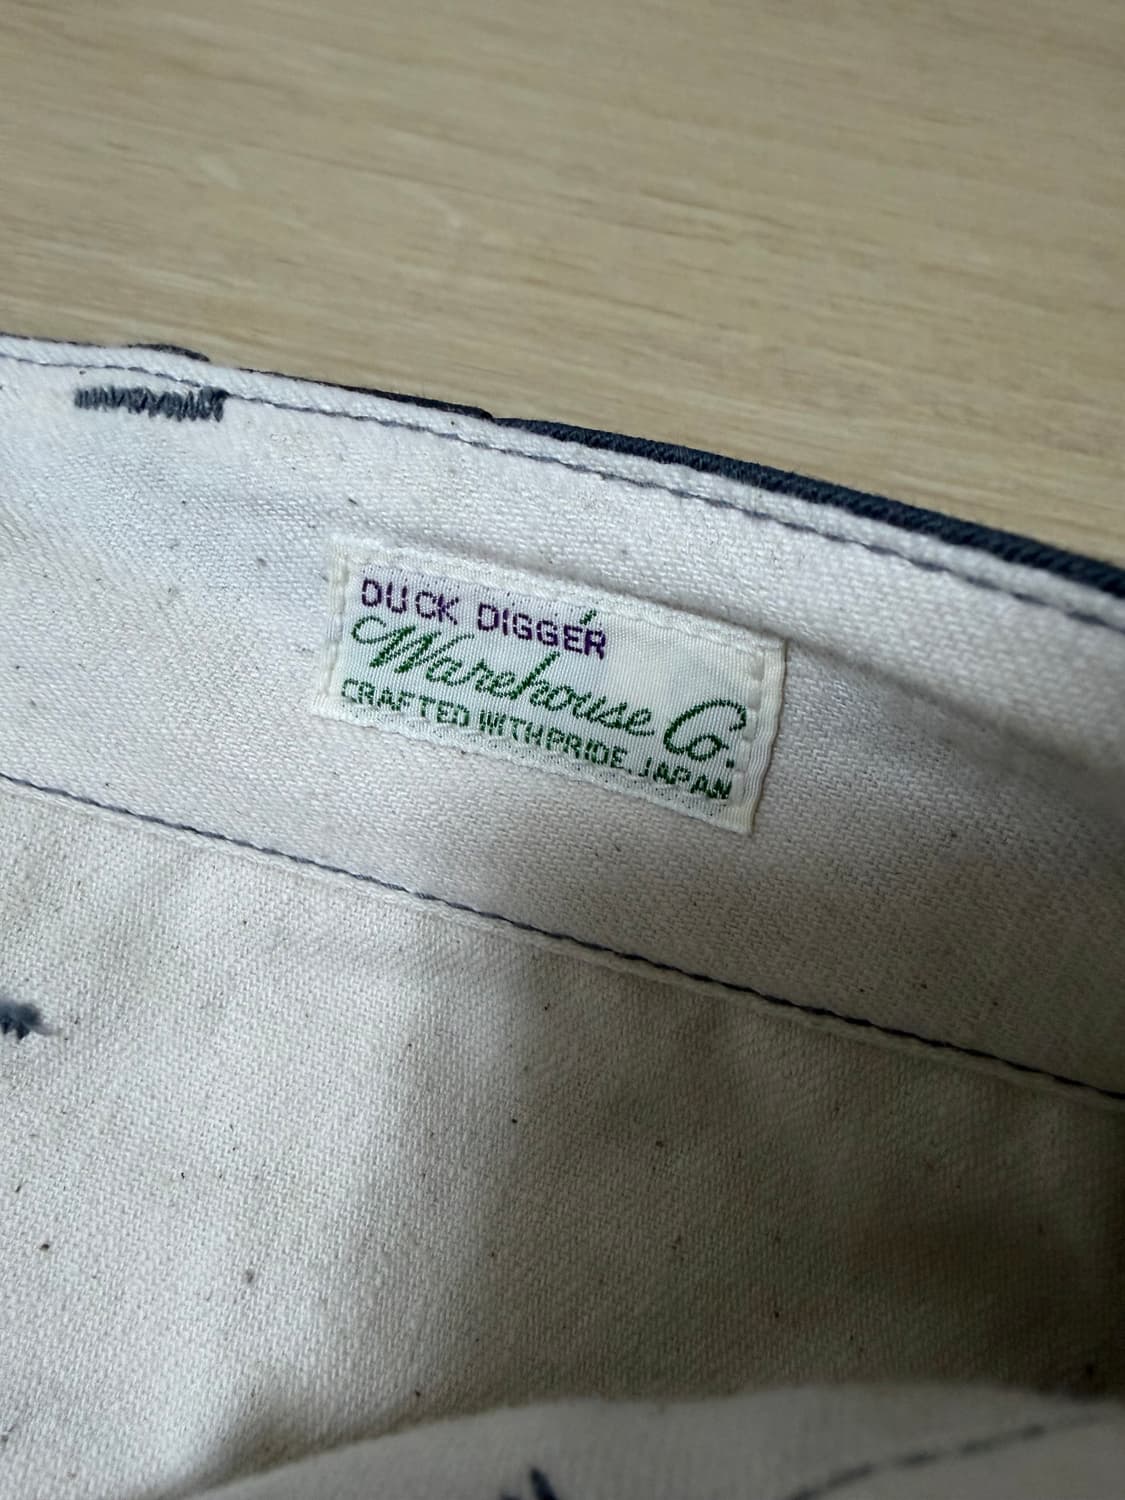 DUCK DIGGER
Warehouse Co.
CRAFTED WITH PRIDE JAPAN